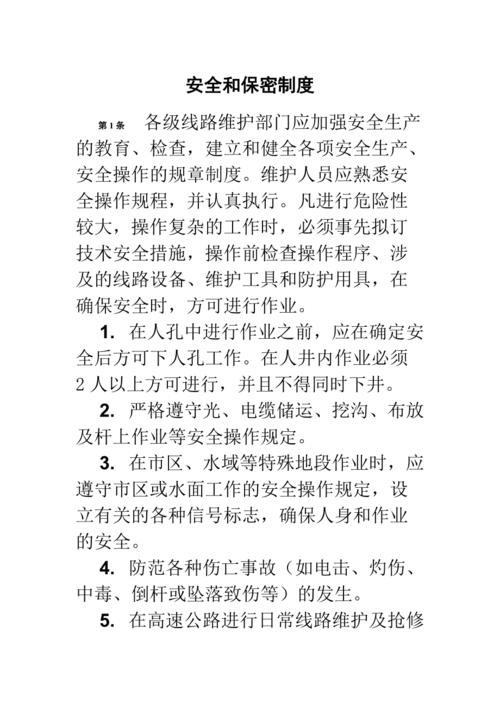 安全和保密制度
第1条 各级线路维护部门应加强安全生产
的教育、检查，建立和健全各项安全生产、
安全操作的规章制度。维护人员应熟悉安
全操作规程，并认真执行。凡进行危险性
较大，操作复杂的工作时，必须事先拟订
技术安全措施，操作前检查操作程序、涉
及的线路设备、维护工具和防护用具，在
确保安全时，方可进行作业。
1. 在人孔中进行作业之前，应在确定安
全后方可下人孔工作。在人井内作业必须
2人以上方可进行，并且不得同时下井。
2. 严格遵守光、电缆储运、挖沟、布放
及杆上作业等安全操作规定。
3. 在市区、水域等特殊地段作业时，应
遵守市区或水面工作的安全操作规定，设
立有关的各种信号标志，确保人身和作业
的安全。
4. 防范各种伤亡事故（如电击、灼伤、
中毒、倒杆或坠落致伤等）的发生。
5. 在高速公路进行日常线路维护及抢修